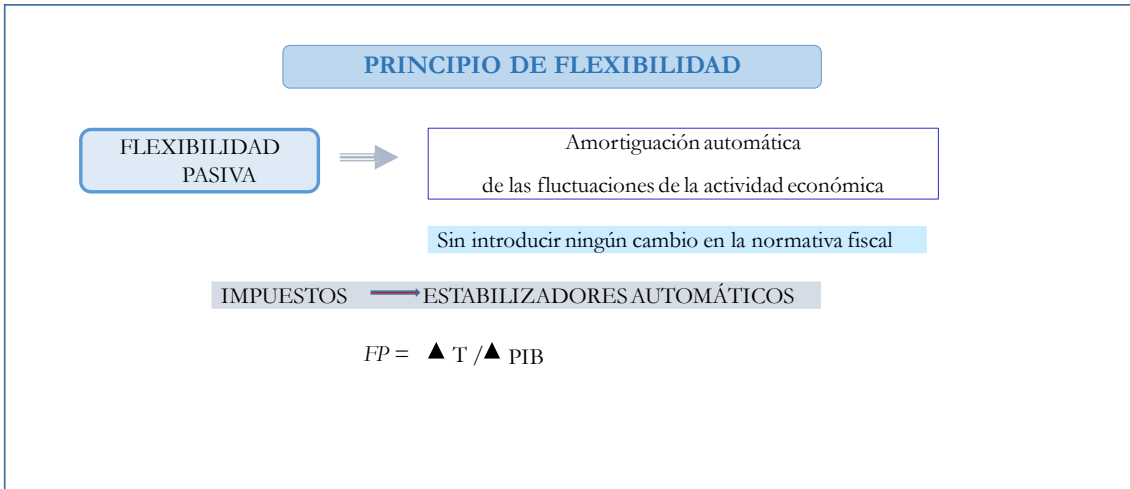 PRINCIPIO DE FLEXIBILIDAD
FLEXIBILIDAD
PASIVA
Amortiguación automática
de las fluctuaciones de la actividad económica
Sin introducir ningún cambio en la normativa fiscal
IMPUESTOS ESTABILIZADORES AUTOMÁTICOS
FP = ▲ T /▲ PIB